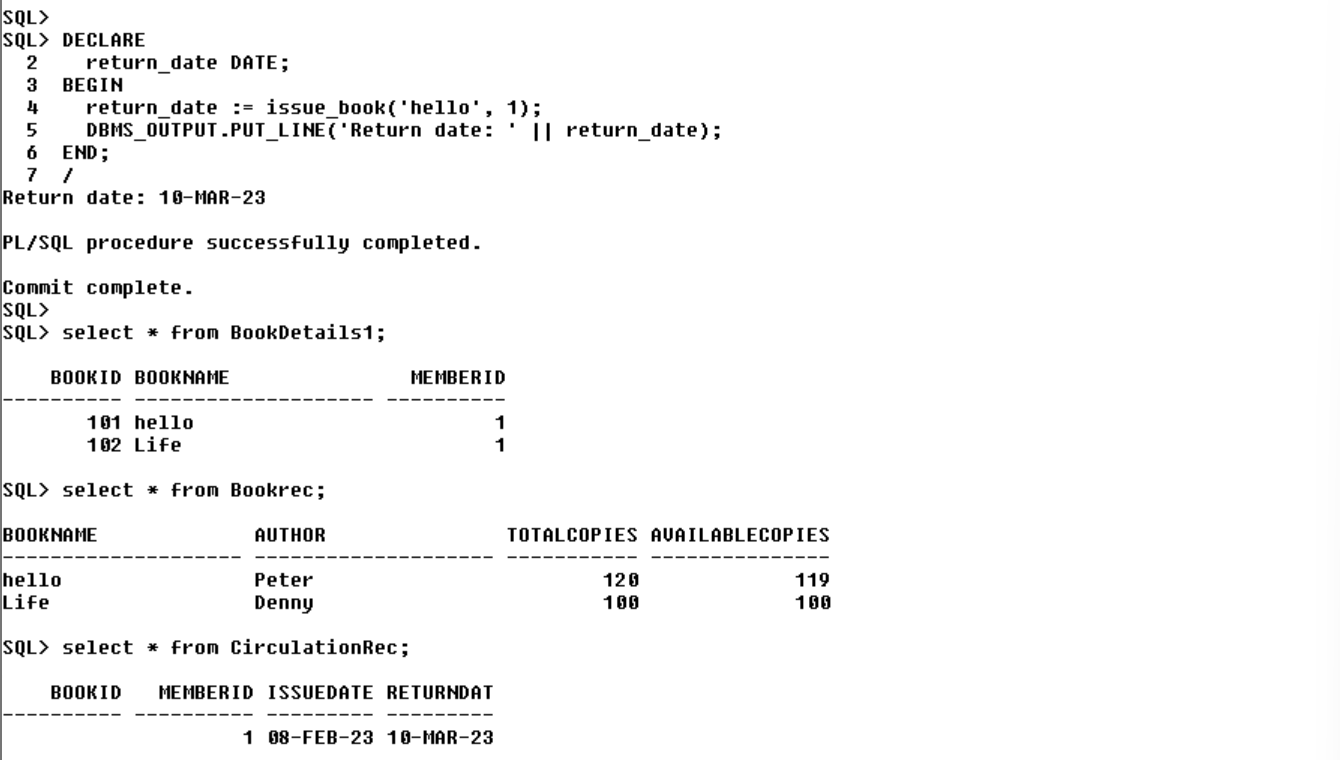 SQL>
SQL> DECLARE
  2    return_date DATE;
  3  BEGIN
  4    return_date := issue_book('hello', 1);
  5    DBMS_OUTPUT.PUT_LINE('Return date: ' || return_date);
  6  END;
  7  /
Return date: 10-MAR-23
PL/SQL procedure successfully completed.
Commit complete.
SQL>
SQL> select * from BookDetails1;
    BOOKID BOOKNAME               MEMBERID
---------- -------------------- ----------
       101 hello                         1
       102 Life                          1
SQL> select * from Bookrec;
BOOKNAME             AUTHOR               TOTALCOPIES AVAILABLECOPIES
-------------------- -------------------- ----------- ---------------
hello                Peter                        120             119
Life                 Denny                        100             100
SQL> select * from CirculationRec;
    BOOKID   MEMBERID ISSUEDATE RETURNDAT
---------- ---------- --------- ---------
                    1 08-FEB-23 10-MAR-23